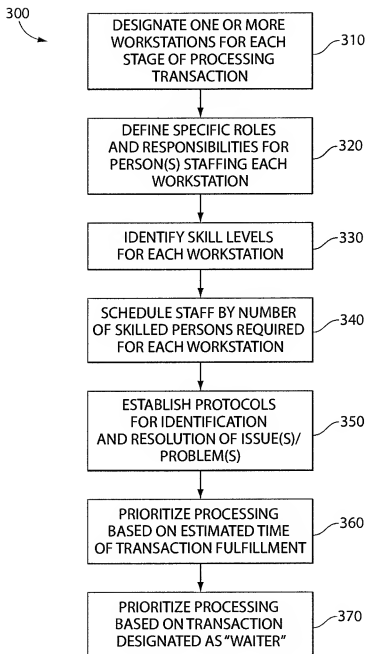 300
DESIGNATE ONE OR MORE
WORKSTATIONS FOR EACH
STAGE OF PROCESSING
TRANSACTION
310
DEFINE SPECIFIC ROLES
AND RESPONSIBILITIES FOR
PERSON(S) STAFFING EACH
WORKSTATION
320
IDENTIFY SKILL LEVELS
FOR EACH WORKSTATION
330
SCHEDULE STAFF BY NUMBER
OF SKILLED PERSONS REQUIRED
FOR EACH WORKSTATION
340
ESTABLISH PROTOCOLS
FOR IDENTIFICATION
AND RESOLUTION OF ISSUE(S)/
PROBLEM(S)
350
PRIORITIZE PROCESSING
BASED ON ESTIMATED TIME
OF TRANSACTION FULFILLMENT
360
PRIORITIZE PROCESSING
BASED ON TRANSACTION
DESIGNATED AS "WAITER"
370